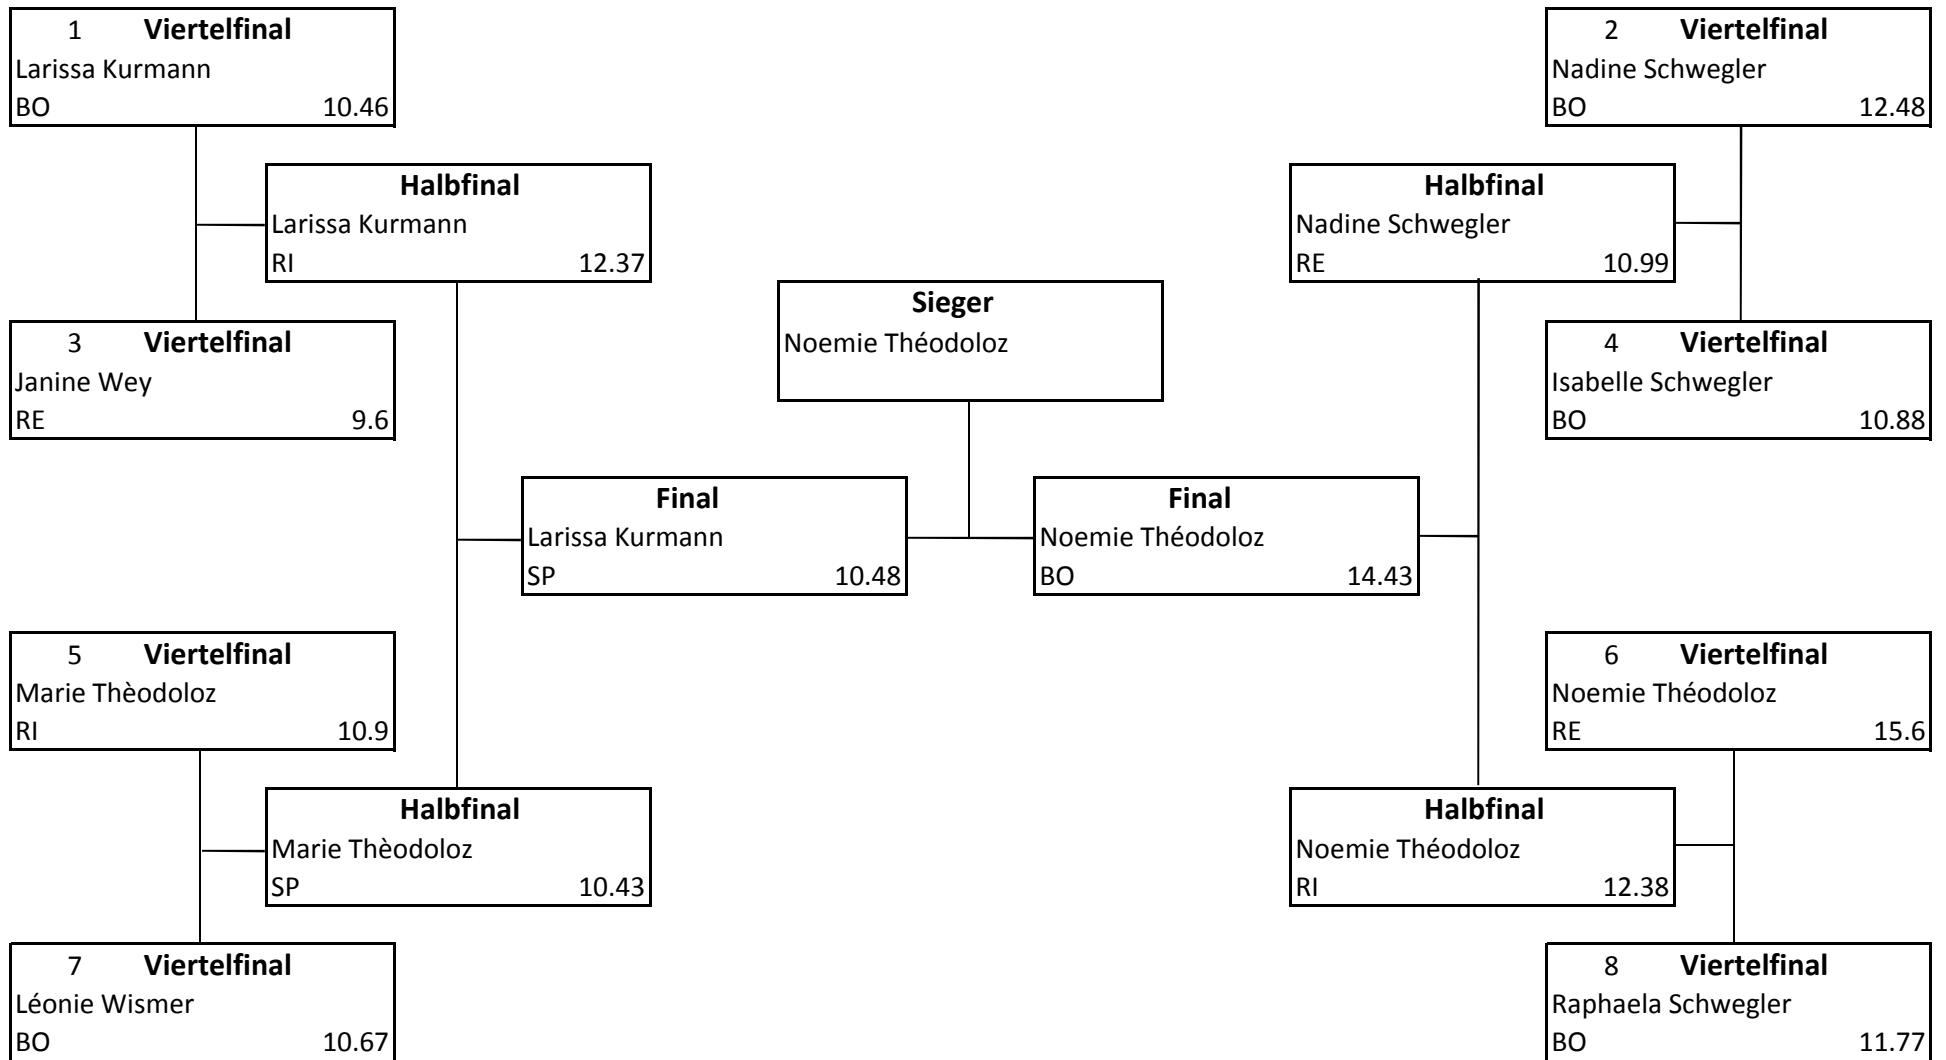 1 Viertelfinal
Larissa Kurmann
BO 10.46
2 Viertelfinal
Nadine Schwegler
BO 12.48
Halbfinal
Larissa Kurmann
RI 12.37
Halbfinal
Nadine Schwegler
RE 10.99
Sieger
Noemie Théodoloz
3 Viertelfinal
Janine Wey
RE 9.6
4 Viertelfinal
Isabelle Schwegler
BO 10.88
Final
Larissa Kurmann
SP 10.48
Final
Noemie Théodoloz
BO 14.43
5 Viertelfinal
Marie Thèodoloz
RI 10.9
6 Viertelfinal
Noemie Théodoloz
RE 15.6
Halbfinal
Marie Thèodoloz
SP 10.43
Halbfinal
Noemie Théodoloz
RI 12.38
7 Viertelfinal
Léonie Wismer
BO 10.67
8 Viertelfinal
Raphaela Schwegler
BO 11.77